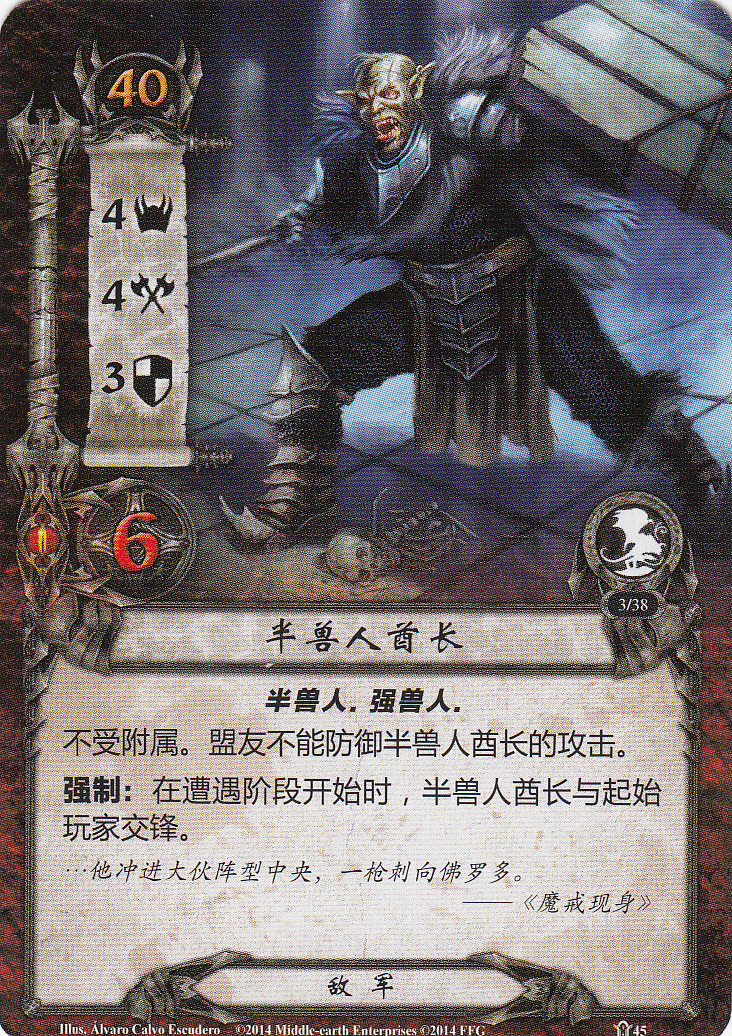 40
4
4
3
6
3/38
半兽人酋长
半兽人. 强兽人.
不受附属。盟友不能防御半兽人酋长的攻击。
强制：在遭遇阶段开始时，半兽人酋长与起始
玩家交锋。
…他冲进大伙阵型中央，一枪刺向佛罗多。
——《魔戒现身》
敌军
Illus. Álvaro Calvo Escudero ©2014 Middle-earth Enterprises ©2014 FFG 45